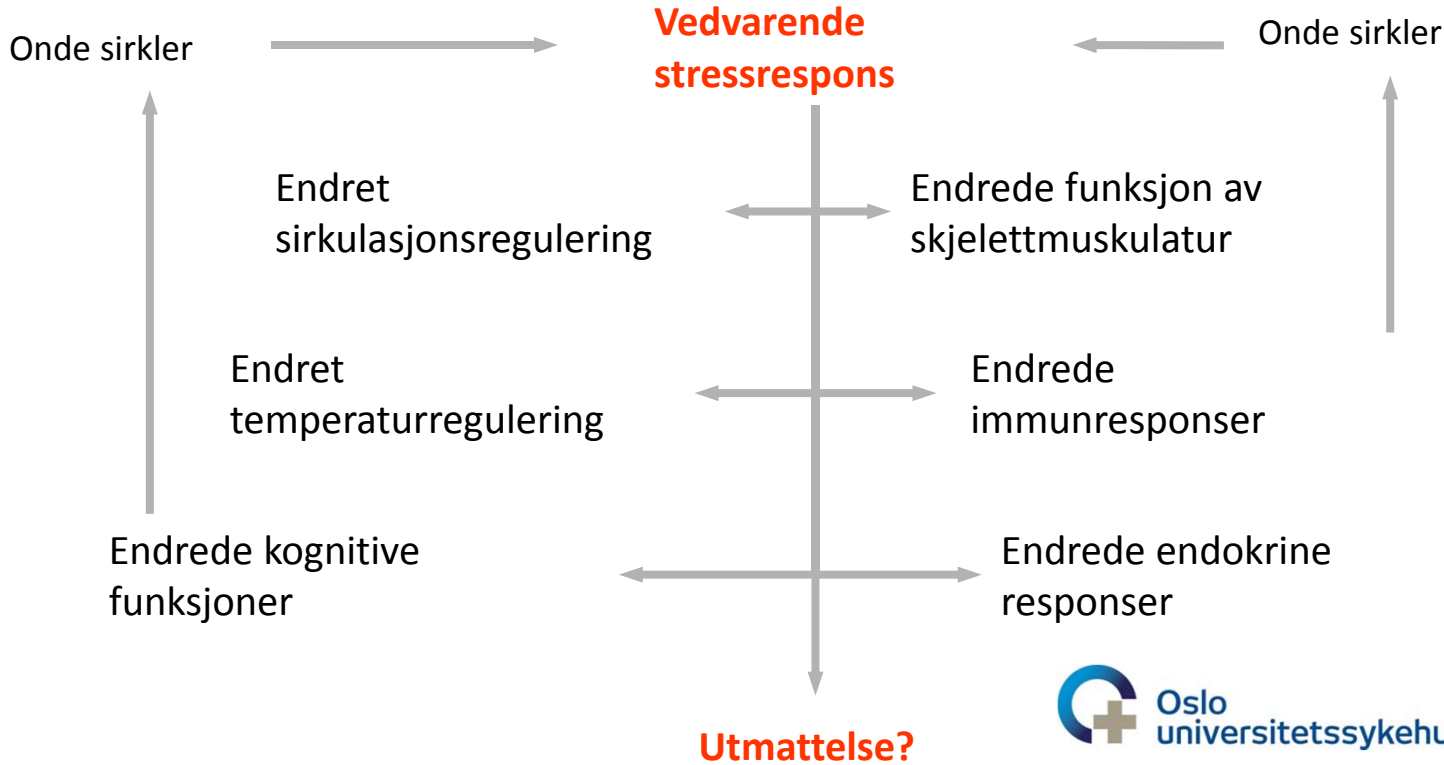 Onde sirkler
Vedvarende
stressrespons
Onde sirkler
Endret
sirkulasjonsregulering
Endrede funksjon av
skjelettmuskulatur
Endret
temperaturregulering
Endrede
immunresponser
Endrede kognitive
funksjoner
Endrede endokrine
responser
Utmattelse?
Oslo
universitetssykehu